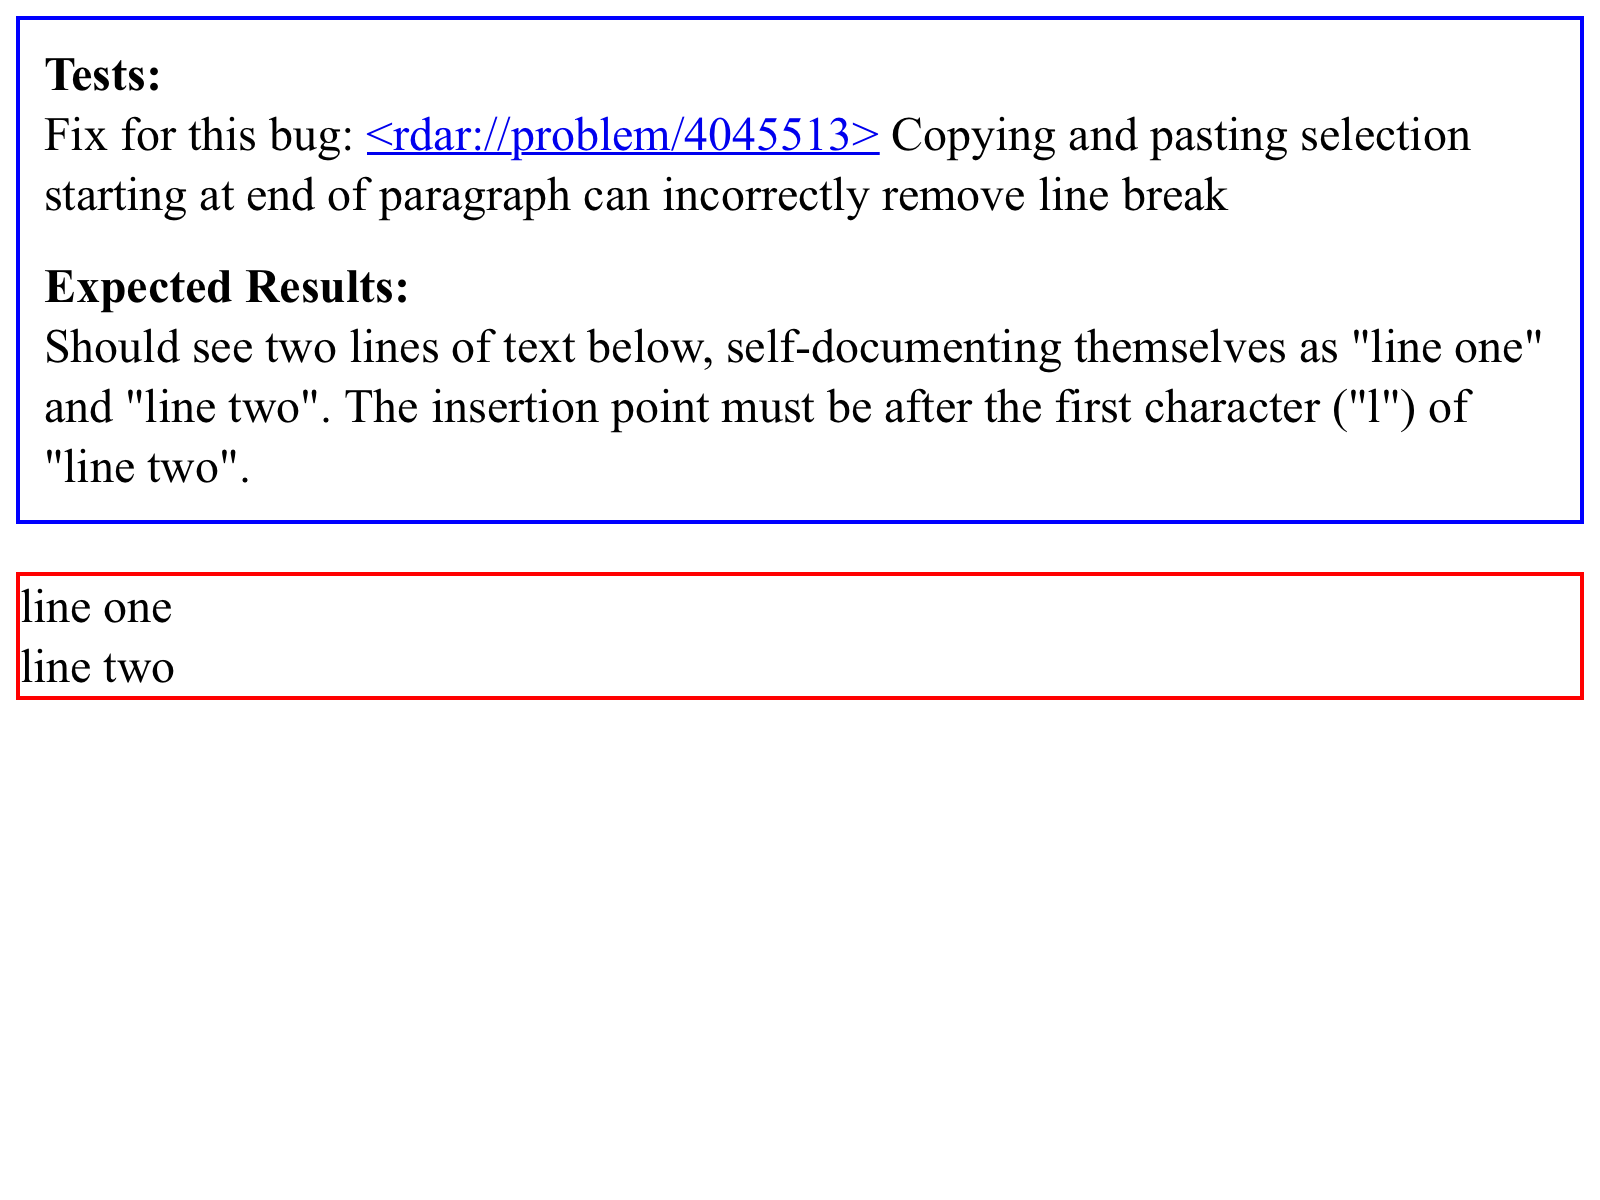 Tests:
Fix for this bug: <rdar://problem/4045513> Copying and pasting selection
starting at end of paragraph can incorrectly remove line break
Expected Results:
Should see two lines of text below, self-documenting themselves as "line one"
and "line two". The insertion point must be after the first character ("l") of
"line two".
line one
line two